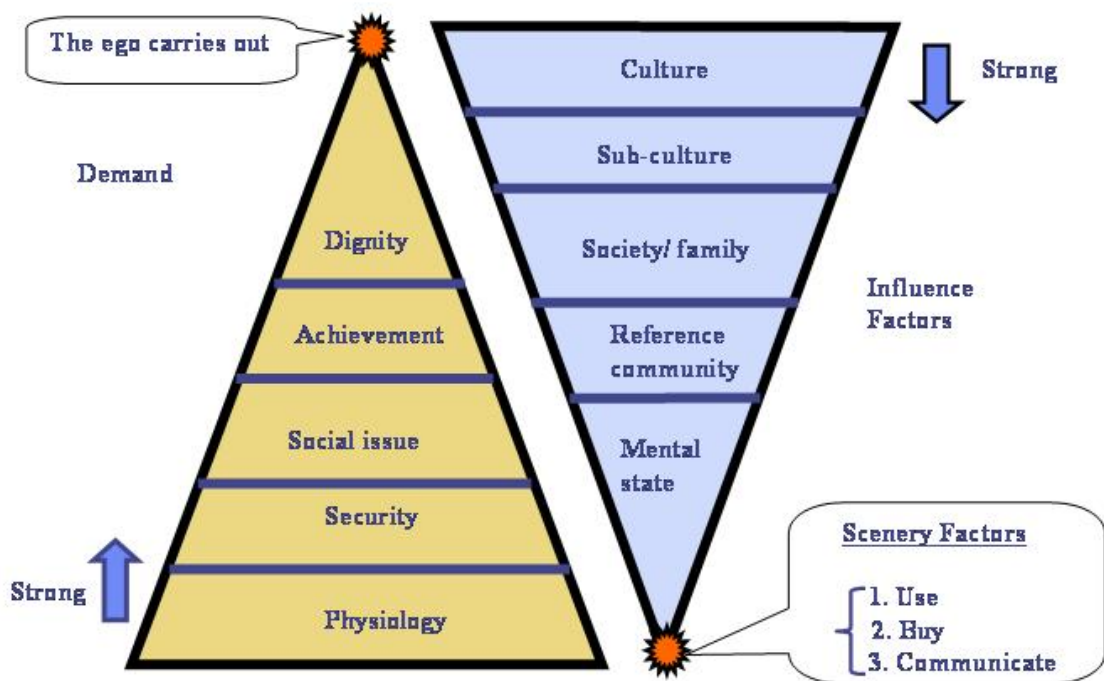 The ego carries out
Demand
Dignity
Achievement
Social issue
Security
Physiology
Strong
Culture
Sub-culture
Society/ family
Reference
community
Mental
state
Strong
Influence
Factors
Scenery Factors
1. Use
2. Buy
3. Communicate